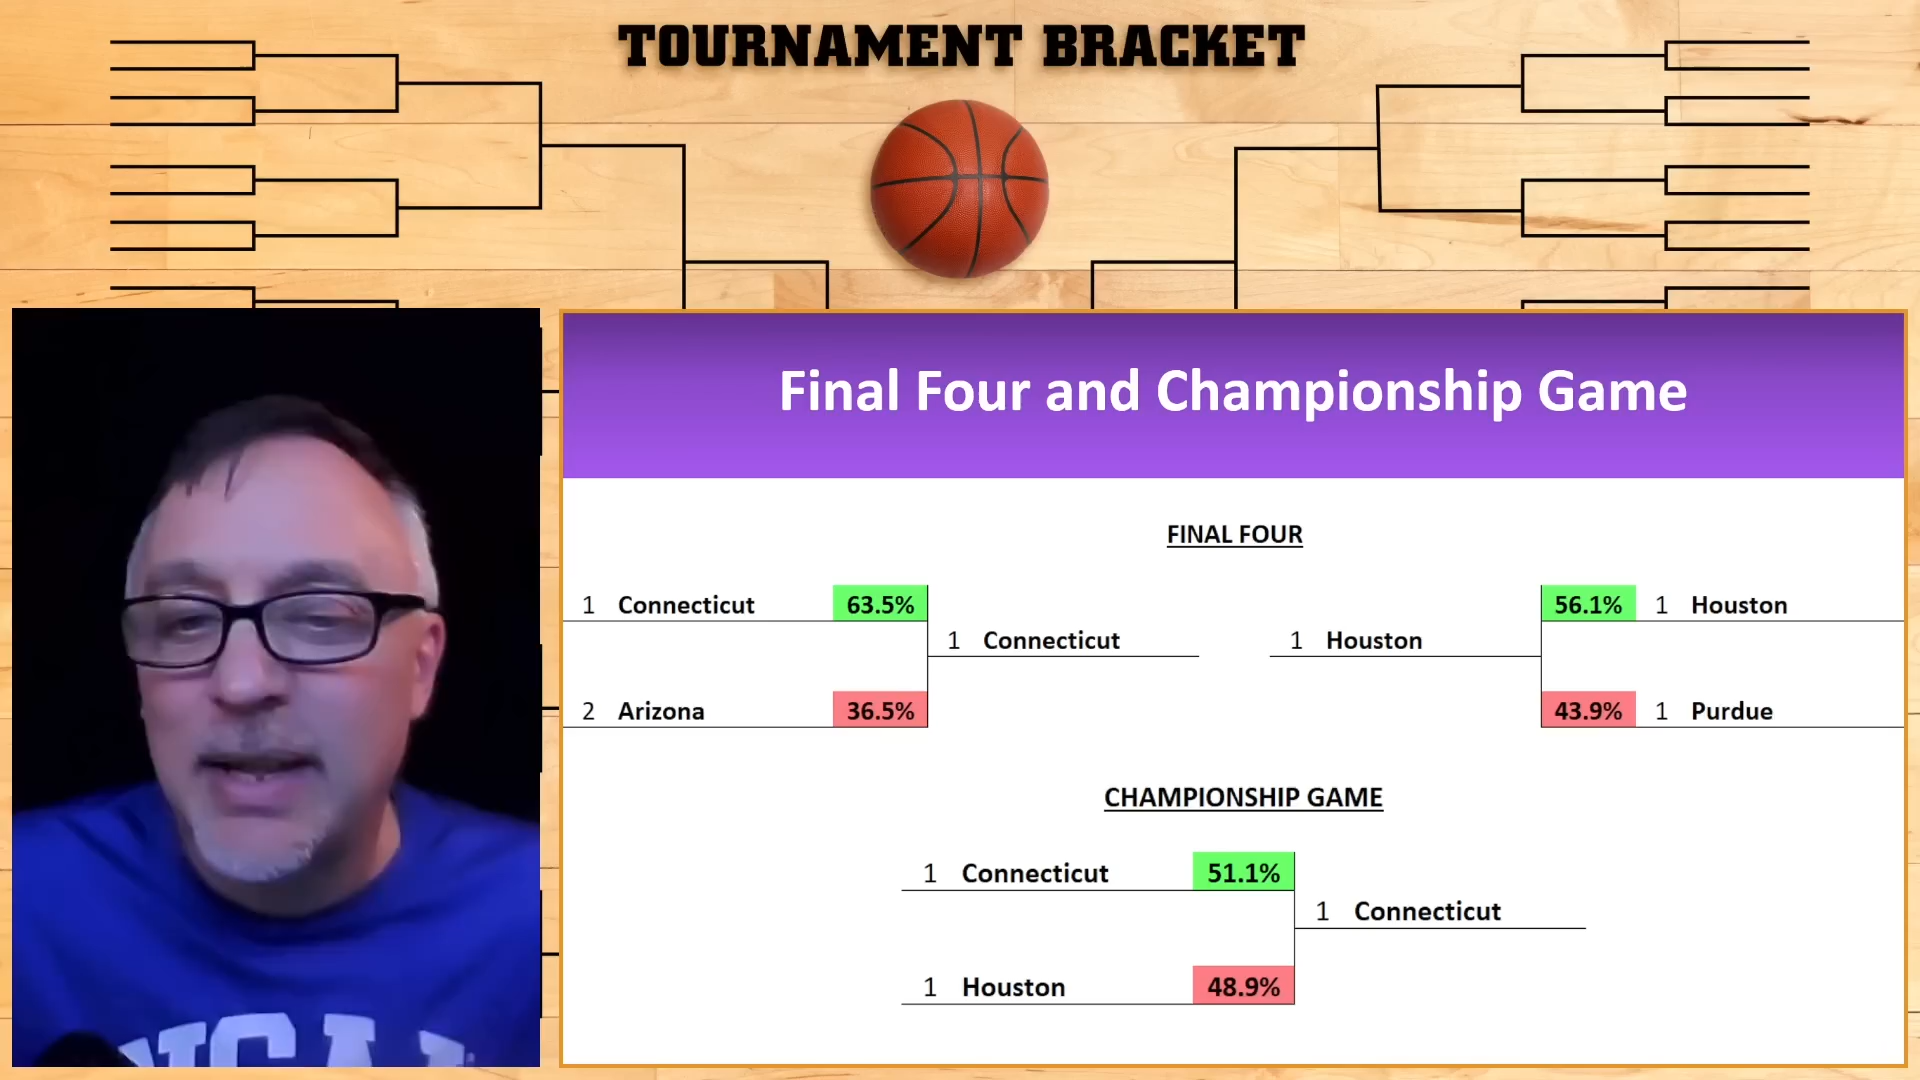 TOURNAMENT BRACKET
Final Four and Championship Game
FINAL FOUR
1 Connecticut 63.5%
56.1% 1 Houston
1 Connecticut
1 Houston
2 Arizona 36.5%
43.9% 1 Purdue
CHAMPIONSHIP GAME
1 Connecticut 51.1%
1 Connecticut
1 Houston 48.9%
NCAA